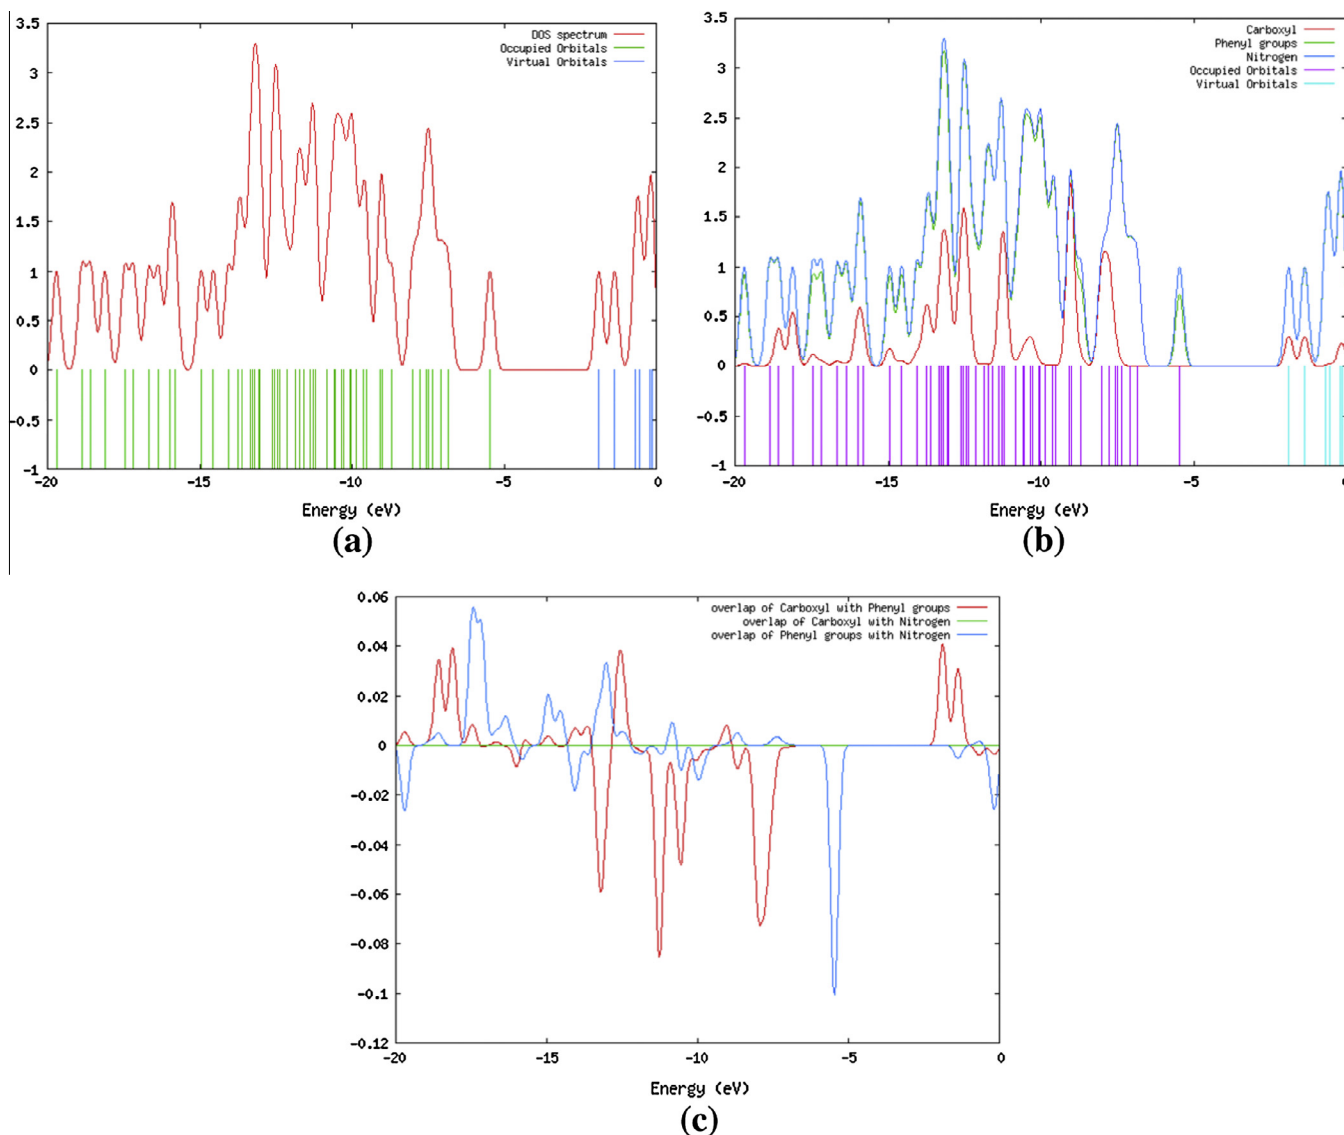 3.5
3
2.5
2
1.5
1
0.5
0
-0.5
-1
-20
-15
-10
-5
0
DOS spectrum
Occupied Orbitals
Virtual Orbitals
Energy (eV)
(a)
3.5
3
2.5
2
1.5
1
0.5
0
-0.5
-1
-20
-15
-10
-5
Carboxyl
Phenyl groups
Nitrogen
Occupied Orbitals
Virtual Orbitals
Energy (eV)
(b)
0.06
0.04
0.02
0
-0.02
-0.04
-0.06
-0.08
-0.1
-0.12
-20
-15
-10
-5
0
overlap of Carboxyl with Phenyl groups
overlap of Carboxyl with Nitrogen
overlap of Phenyl groups with Nitrogen
Energy (eV)
(c)